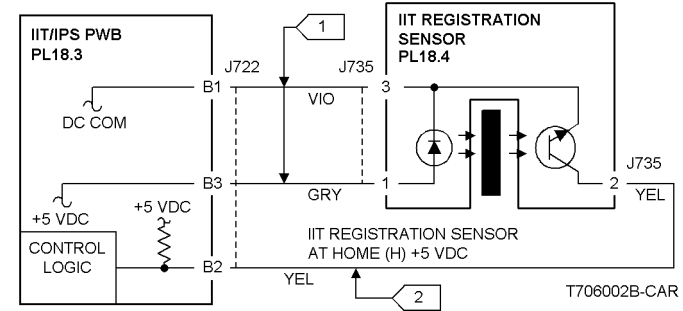 IIT/IPS PWB
PL18.3
J722
J735
1
IIT REGISTRATION
SENSOR
PL18.4
B1
VIO
3
DC COM
B3
GRY
1
J735
2
YEL
+5 VDC
+5 VDC
CONTROL
LOGIC
B2
YEL
IIT REGISTRATION SENSOR
AT HOME (H) +5 VDC
2
T706002B-CAR